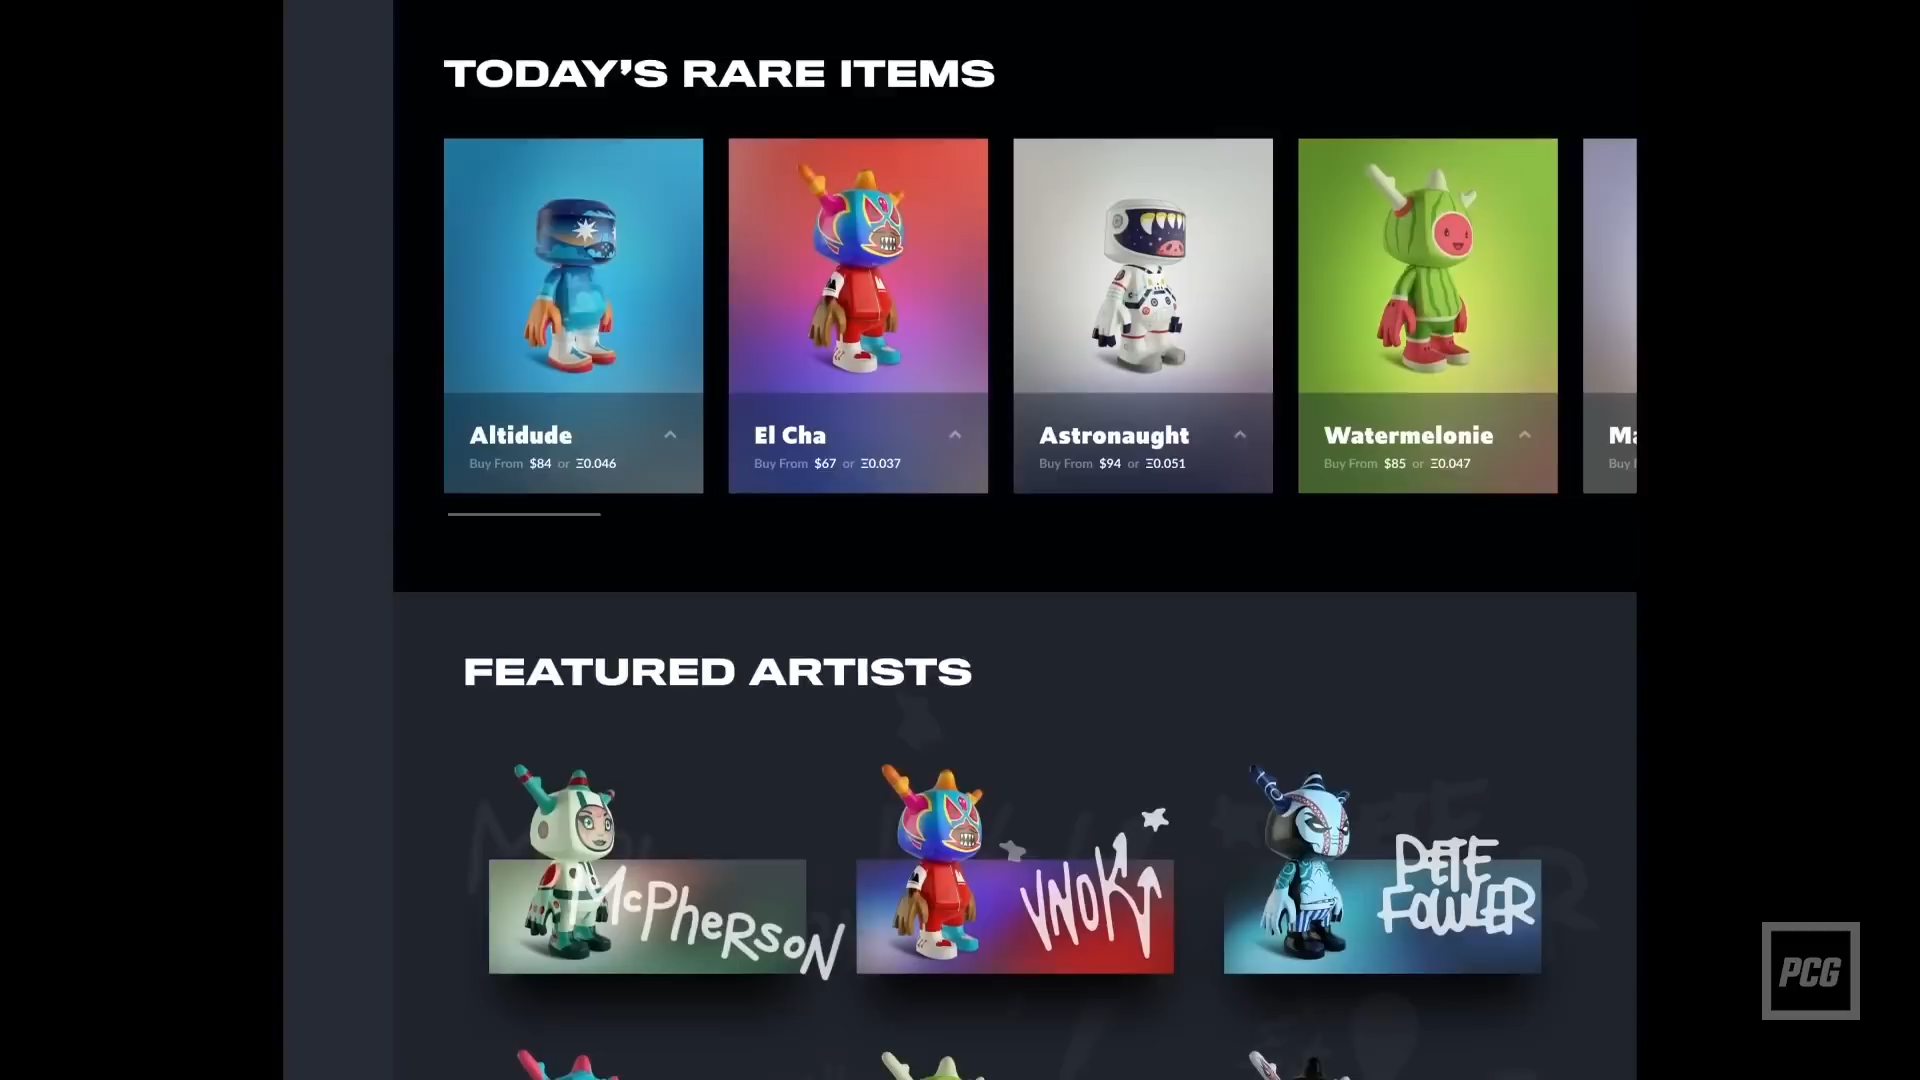 TODAY'S RARE ITEMS
Altidude
Buy From $84 or Ξ0.046
El Cha
Buy From $67 or Ξ0.037
Astronaught
Buy From $94 or Ξ0.051
Watermelonie
Buy From $85 or Ξ0.047
FEATURED ARTISTS
McPHeRSoN
VNOK
PETE
FOWLER
PCG